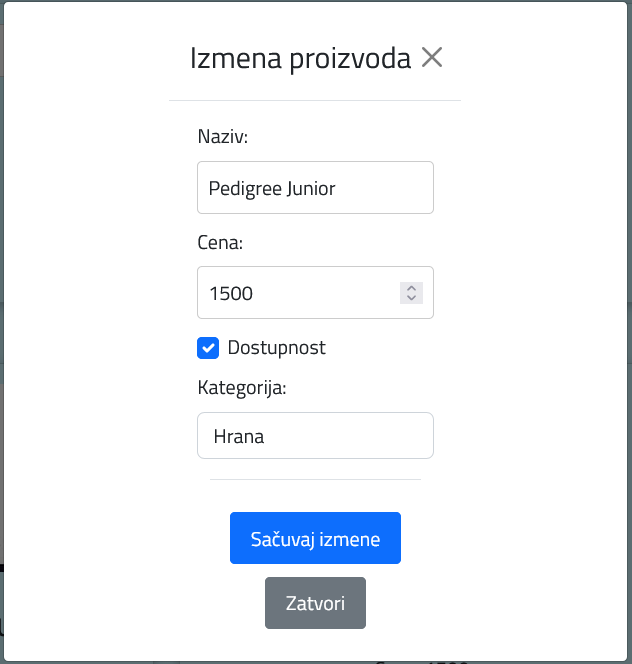 Izmena proizvoda
Naziv:
Pedigree Junior
Cena:
1500
Dostupnost
Kategorija:
Hrana
Sačuvaj izmene
Zatvori